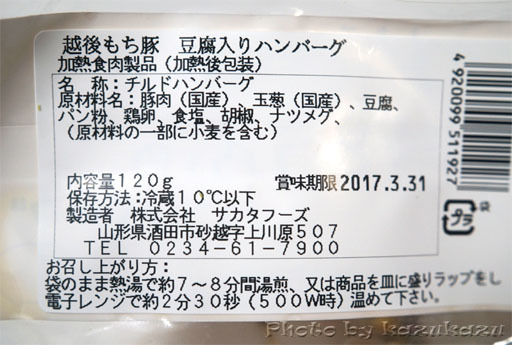 越後もち豚　豆腐入りハンバーグ
加熱食肉製品（加熱後包装）
名　称：チルドハンバーグ
原材料名：豚肉（国産）、玉葱（国産）、豆腐、
パン粉、鶏卵、食塩、胡椒、ナツメグ、
（原材料の一部に小麦を含む）
内容量120g　賞味期限 2017.3.31
保存方法：冷蔵10℃以下
製造者　株式会社　サカタフーズ
山形県酒田市砂越字上川原507
TEL　0234-61-7900
お召し上がり方：
袋のまま熱湯で約7～8分間湯煎、又は商品を皿に盛りラップをし
電子レンジで約2分30秒（500W時）温めて下さい。
4920099 511927
袋
プラ
Photo by kazukazu